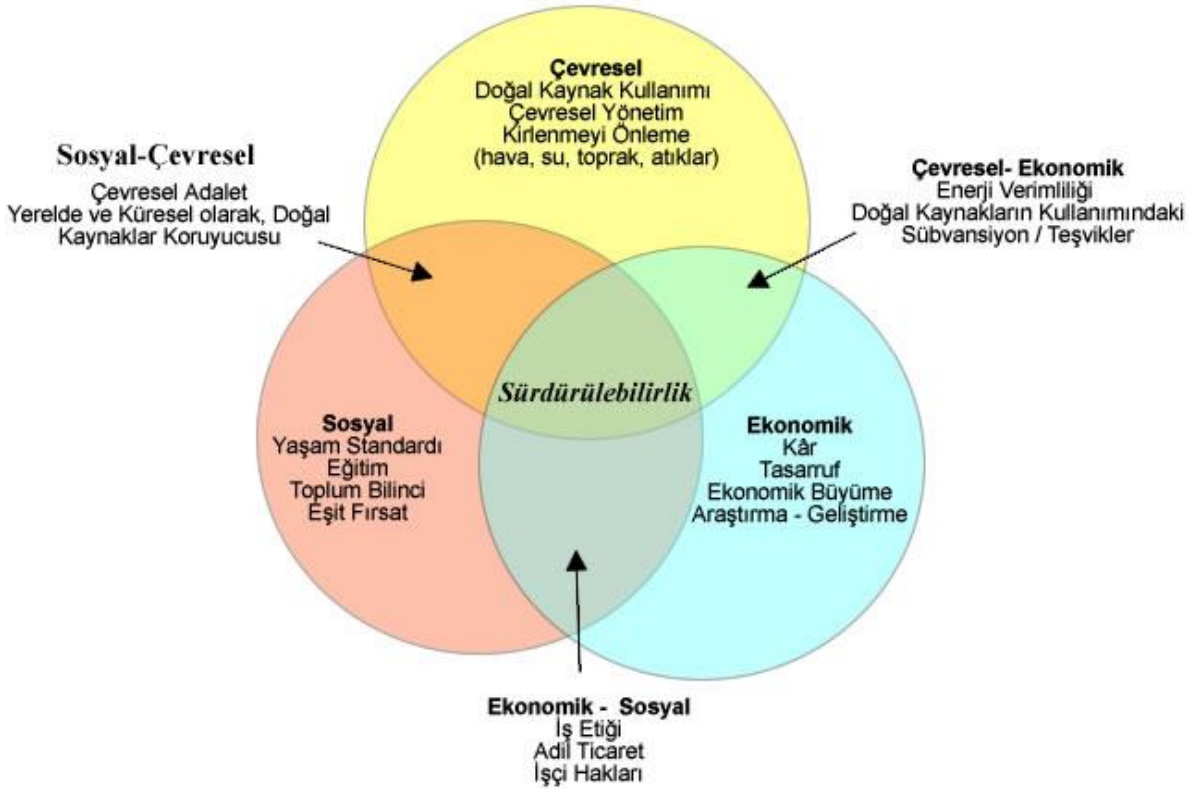 Çevresel
Doğal Kaynak Kullanımı
Çevresel Yönetim
Kirlenmeyi Önleme
(hava, su, toprak, atıklar)
Sosyal-Çevresel
Çevresel Adalet
Yerelde ve Küresel olarak, Doğal
Kaynaklar Koruyucusu
Çevresel- Ekonomik
Enerji Verimliliği
Doğal Kaynakların Kullanımındaki
Sübvansiyon / Teşvikler
Sürdürülebilirlik
Sosyal
Yaşam Standardı
Eğitim
Toplum Bilinci
Eşit Fırsat
Ekonomik
Kâr
Tasarruf
Ekonomik Büyüme
Araştırma - Geliştirme
Ekonomik - Sosyal
İş Etiği
Adil Ticaret
İşçi Hakları